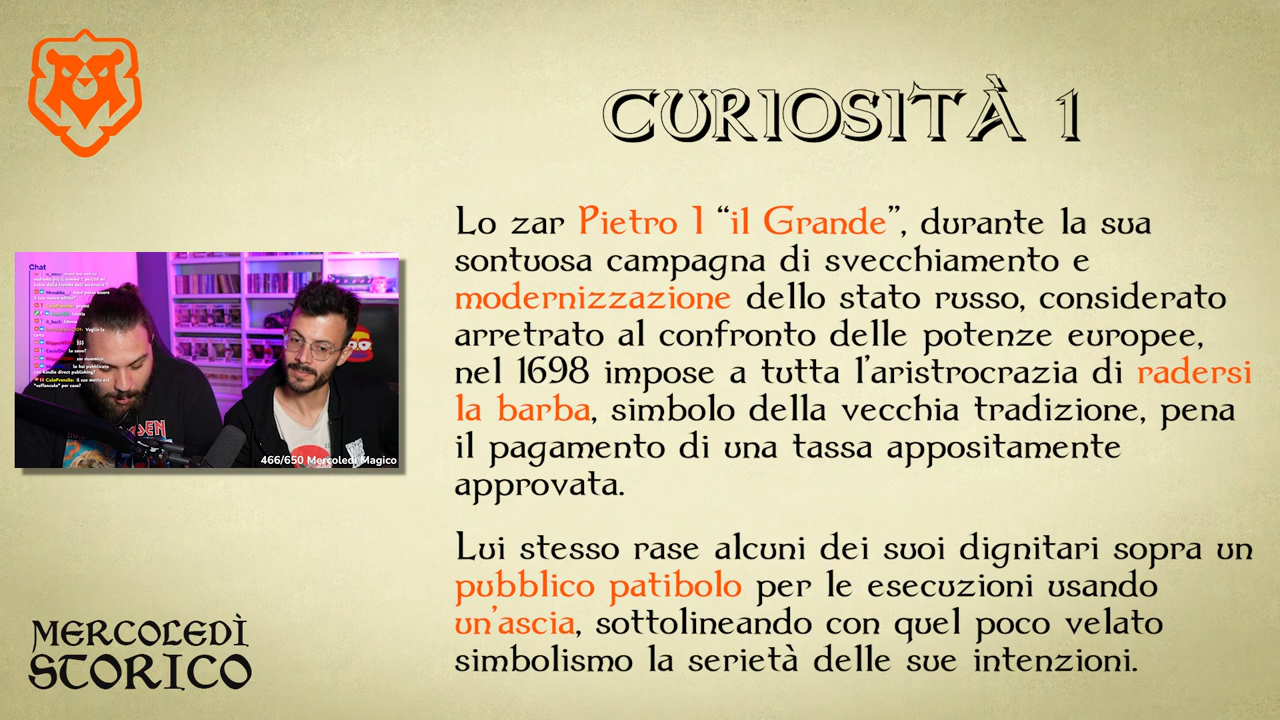 CURIOSITÀ 1
Lo zar Pietro I “il Grande”, durante la sua
sontuosa campagna di svecchiamento e
modernizzazione dello stato russo, considerato
arretrato al confronto delle potenze europee,
nel 1698 impose a tutta l'aristrocrazia di radersi
la barba, simbolo della vecchia tradizione, pena
il pagamento di una tassa appositamente
approvata.
Lui stesso rase alcuni dei suoi dignitari sopra un
pubblico patibolo per le esecuzioni usando
un'ascia, sottolineando con quel poco velato
simbolismo la serietà delle sue intenzioni.
Chat
466/650 Mercoledì Magico
MERCOLEDÌ
STORICO